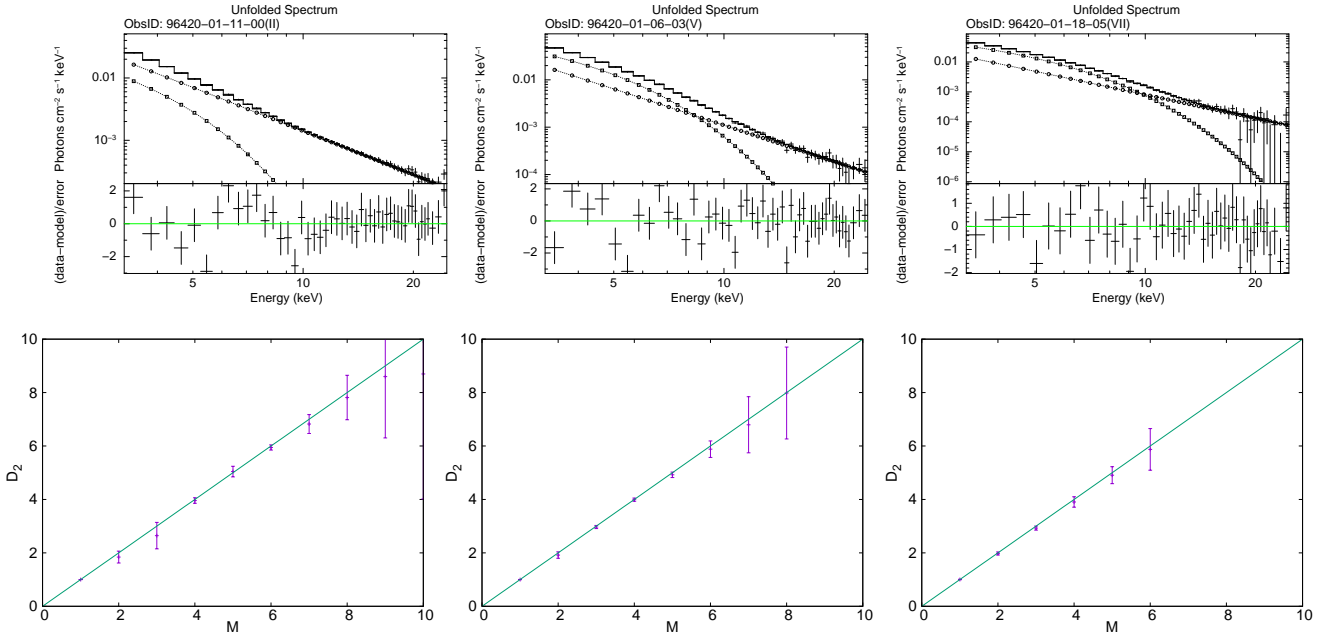 Unfolded Spectrum
ObsID: 96420-01-11-00(II)
Photons cm⁻² s⁻¹ keV⁻¹
0.01
10⁻³
(data−model)/error
2
0
−2
5
10
20
Energy (keV)
Unfolded Spectrum
ObsID: 96420-01-06-03(V)
Photons cm⁻² s⁻¹ keV⁻¹
0.01
10⁻³
10⁻⁴
(data−model)/error
2
0
−2
5
10
20
Energy (keV)
Unfolded Spectrum
ObsID: 96420-01-18-05(VII)
Photons cm⁻² s⁻¹ keV⁻¹
0.01
10⁻³
10⁻⁴
10⁻⁵
10⁻⁶
(data−model)/error
1
0
−1
−2
5
10
20
Energy (keV)
D₂
10
8
6
4
2
0
0 2 4 6 8 10
M
D₂
10
8
6
4
2
0
0 2 4 6 8 10
M
D₂
10
8
6
4
2
0
0 2 4 6 8 10
M